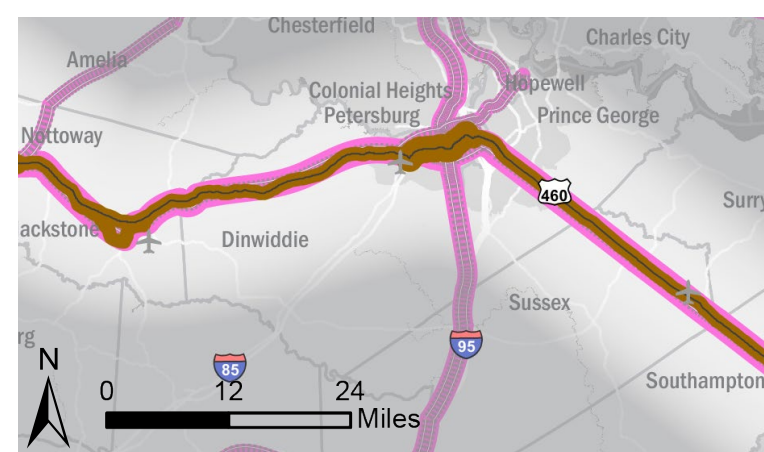 Chesterfield
Charles City
Amelia
Colonial Heights
Hopewell
Petersburg
Prince George
Nottoway
460
Surry
ackstone
Dinwiddie
Sussex
95
rg
N
85
0 12 24
Miles
Southampton